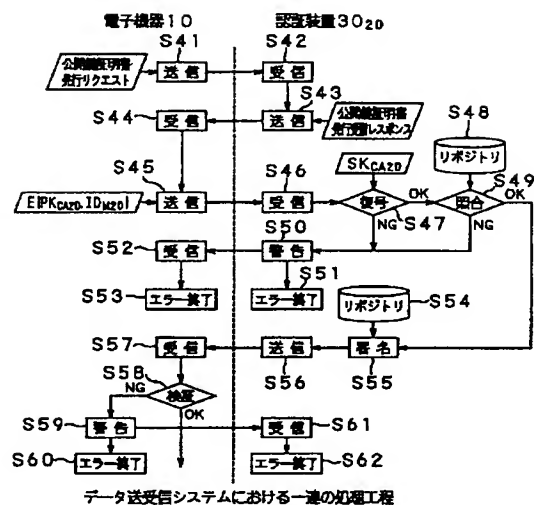 電子機器10 認証装置30₂D
S41 S42
公開鍵証明書
発行リクエスト
送信
受信
S43
S44
受信
送信
公開鍵証明書
発行受諾レスポンス
S48
リポジトリ
S45
S46
SKCA2D
S49
E[PKCA2D, IDM2D]
送信
受信
復号
OK
照合
OK
NG
S47
NG
S52
S50
受信
警告
S51
S53
エラー終了
エラー終了
リポジトリ
S54
S57
受信
送信
署名
S58
S56
S55
NG
検証
OK
S59
警告
受信
S61
S60
エラー終了
エラー終了
S62
データ送受信システムにおける一連の処理工程